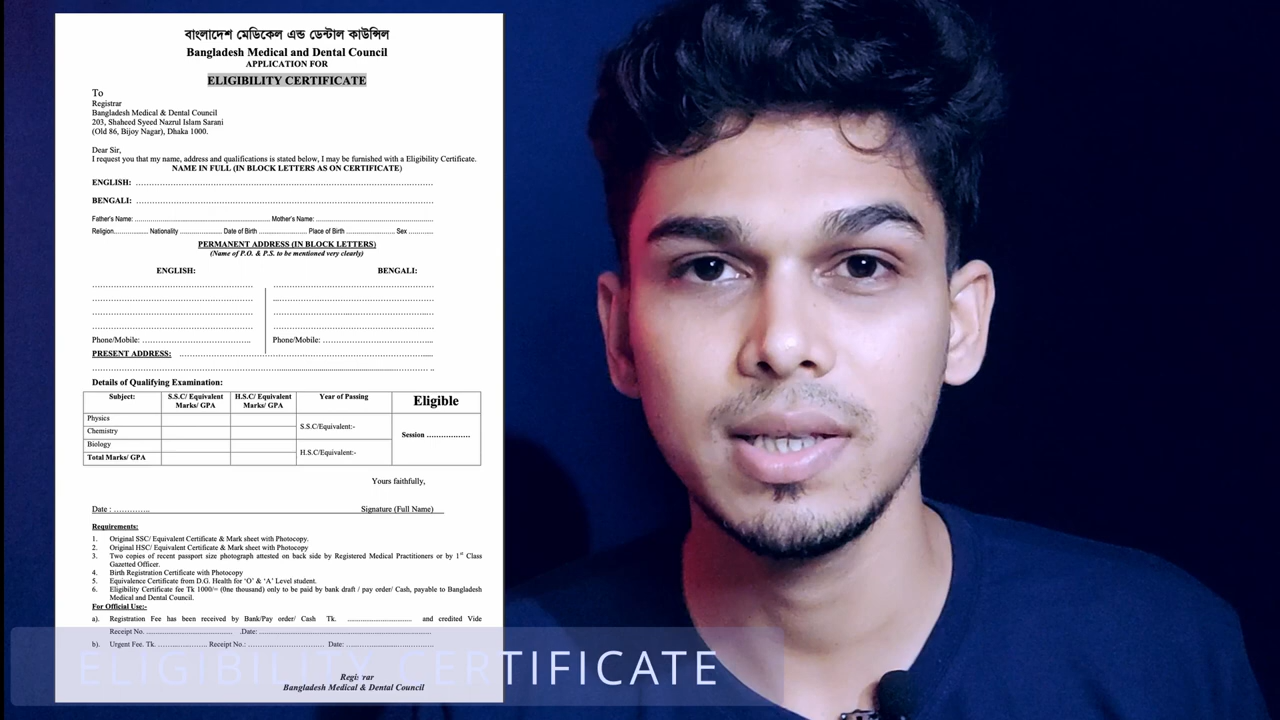 বাংলাদেশ মেডিকেল এন্ড ডেন্টাল কাউন্সিল
Bangladesh Medical and Dental Council
APPLICATION FOR
ELIGIBILITY CERTIFICATE
To
Registrar
Bangladesh Medical & Dental Council
203, Shaheed Syeed Nazrul Islam Sarani
(Old 86, Bijoy Nagar), Dhaka 1000.
Dear Sir,
I request you that my name, address and qualifications is stated below, I may be furnished with a Eligibility Certificate.
NAME IN FULL (IN BLOCK LETTERS AS ON CERTIFICATE)
ENGLISH: ..............................
BENGALI: ..............................
Father's Name: .............................. Mother's Name: ..............................
Religion.............. Nationality ................ Date of Birth .................. Place of Birth .................. Sex ..........
PERMANENT ADDRESS (IN BLOCK LETTERS)
(Name of P.O. & P.S. to be mentioned very clearly)
ENGLISH: BENGALI:
Phone/Mobile: .............................. Phone/Mobile: ..............................
PRESENT ADDRESS: ..............................
Details of Qualifying Examination:
Subject: S.S.C/ Equivalent Marks/ GPA H.S.C/ Equivalent Marks/ GPA Year of Passing Eligible
Physics
S.S.C/Equivalent:-
Chemistry
Session ..................
Biology
H.S.C/Equivalent:-
Total Marks/ GPA
Yours faithfully,
Date : ............. Signature (Full Name)
Requirements:
1. Original SSC/ Equivalent Certificate & Mark sheet with Photocopy.
2. Original HSC/ Equivalent Certificate & Mark sheet with Photocopy
3. Two copies of recent passport size photograph attested on back side by Registered Medical Practitioners or by 1st Class
Gazetted Officer.
4. Birth Registration Certificate with Photocopy
5. Equivalence Certificate from D.G. Health for 'O' & 'A' Level student.
6. Eligibility Certificate fee Tk 1000/= (0ne thousand) only to be paid by bank draft / pay order/ Cash, payable to Bangladesh
Medical and Dental Council.
For Official Use:-
a). Registration Fee has been received by Bank/Pay order/ Cash Tk. .............................. and credited Vide
Receipt No. .............................. .Date: ..............................
b). Urgent Fee. Tk. .................... Receipt No.: .............................. Date: ..............................
ELIGIBILITY CERTIFICATE
Registrar
Bangladesh Medical & Dental Council